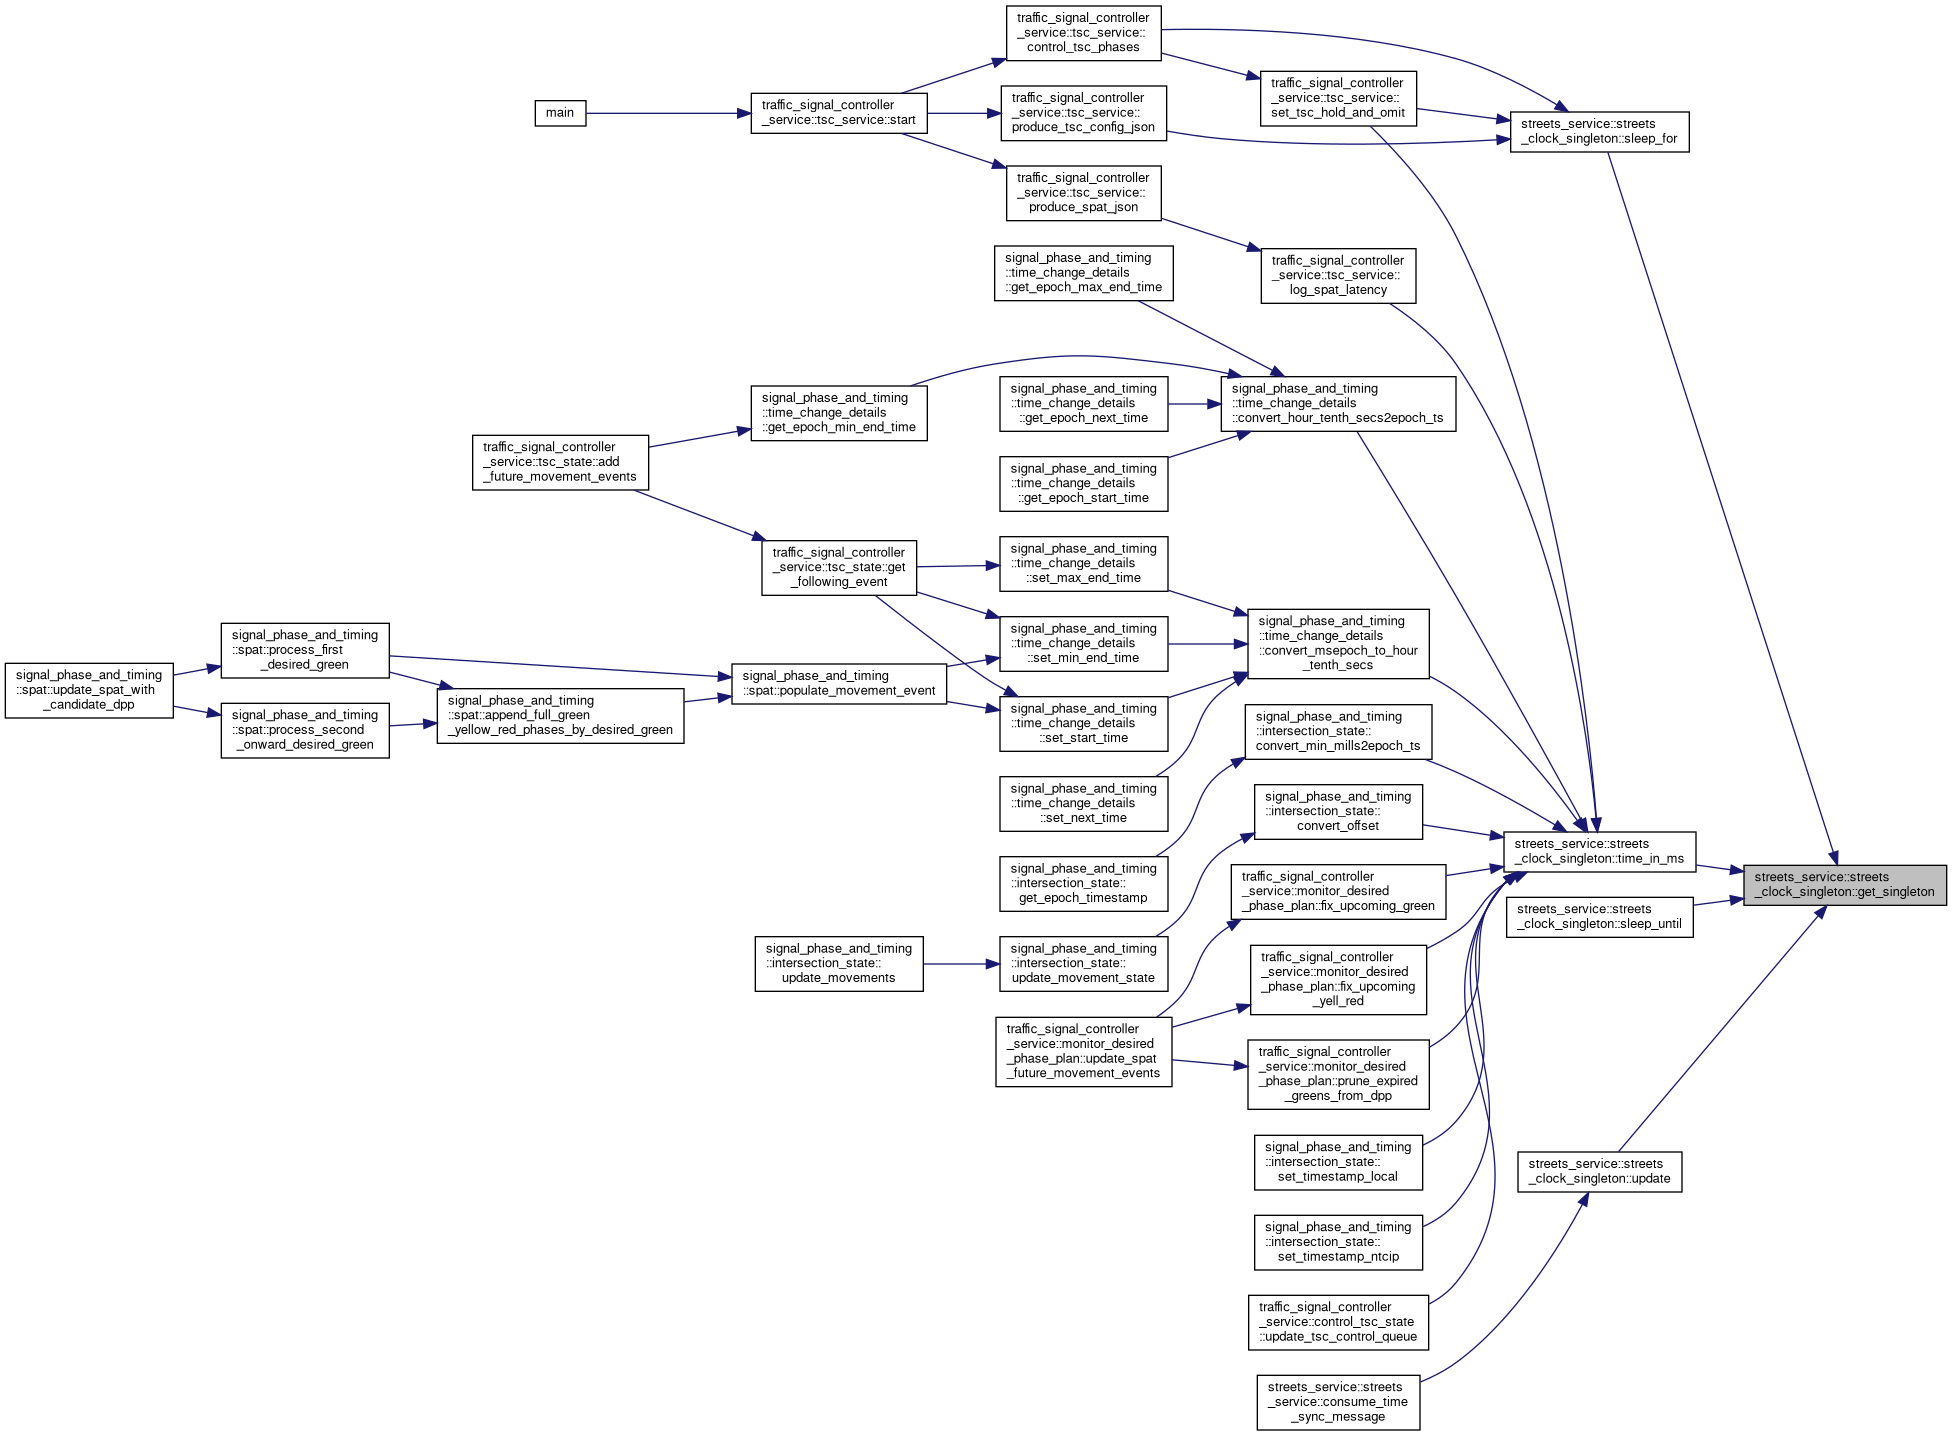 traffic_signal_controller
_service::tsc_service::
control_tsc_phases
traffic_signal_controller
_service::tsc_service::
set_tsc_hold_and_omit
main
traffic_signal_controller
_service::tsc_service::start
traffic_signal_controller
_service::tsc_service::
produce_tsc_config_json
streets_service::streets
_clock_singleton::sleep_for
traffic_signal_controller
_service::tsc_service::
produce_spat_json
signal_phase_and_timing
::time_change_details
::get_epoch_max_end_time
traffic_signal_controller
_service::tsc_service::
log_spat_latency
signal_phase_and_timing
::time_change_details
::get_epoch_min_end_time
signal_phase_and_timing
::time_change_details
::get_epoch_next_time
signal_phase_and_timing
::time_change_details
::convert_hour_tenth_secs2epoch_ts
traffic_signal_controller
_service::tsc_state::add
_future_movement_events
signal_phase_and_timing
::time_change_details
::get_epoch_start_time
traffic_signal_controller
_service::tsc_state::get
_following_event
signal_phase_and_timing
::time_change_details
::set_max_end_time
signal_phase_and_timing
::spat::process_first
_desired_green
signal_phase_and_timing
::time_change_details
::set_min_end_time
signal_phase_and_timing
::time_change_details
::convert_msepoch_to_hour
_tenth_secs
signal_phase_and_timing
::spat::update_spat_with
_candidate_dpp
signal_phase_and_timing
::spat::populate_movement_event
signal_phase_and_timing
::spat::append_full_green
_yellow_red_phases_by_desired_green
signal_phase_and_timing
::spat::process_second
_onward_desired_green
signal_phase_and_timing
::time_change_details
::set_start_time
signal_phase_and_timing
::intersection_state::
convert_min_mills2epoch_ts
signal_phase_and_timing
::time_change_details
::set_next_time
signal_phase_and_timing
::intersection_state::
convert_offset
streets_service::streets
_clock_singleton::time_in_ms
signal_phase_and_timing
::intersection_state::
get_epoch_timestamp
traffic_signal_controller
_service::monitor_desired
_phase_plan::fix_upcoming_green
streets_service::streets
_clock_singleton::get_singleton
streets_service::streets
_clock_singleton::sleep_until
signal_phase_and_timing
::intersection_state::
update_movements
signal_phase_and_timing
::intersection_state::
update_movement_state
traffic_signal_controller
_service::monitor_desired
_phase_plan::fix_upcoming
_yell_red
traffic_signal_controller
_service::monitor_desired
_phase_plan::update_spat
_future_movement_events
traffic_signal_controller
_service::monitor_desired
_phase_plan::prune_expired
_greens_from_dpp
signal_phase_and_timing
::intersection_state::
set_timestamp_local
streets_service::streets
_clock_singleton::update
signal_phase_and_timing
::intersection_state::
set_timestamp_ntcip
traffic_signal_controller
_service::control_tsc_state
::update_tsc_control_queue
streets_service::streets
_service::consume_time
_sync_message